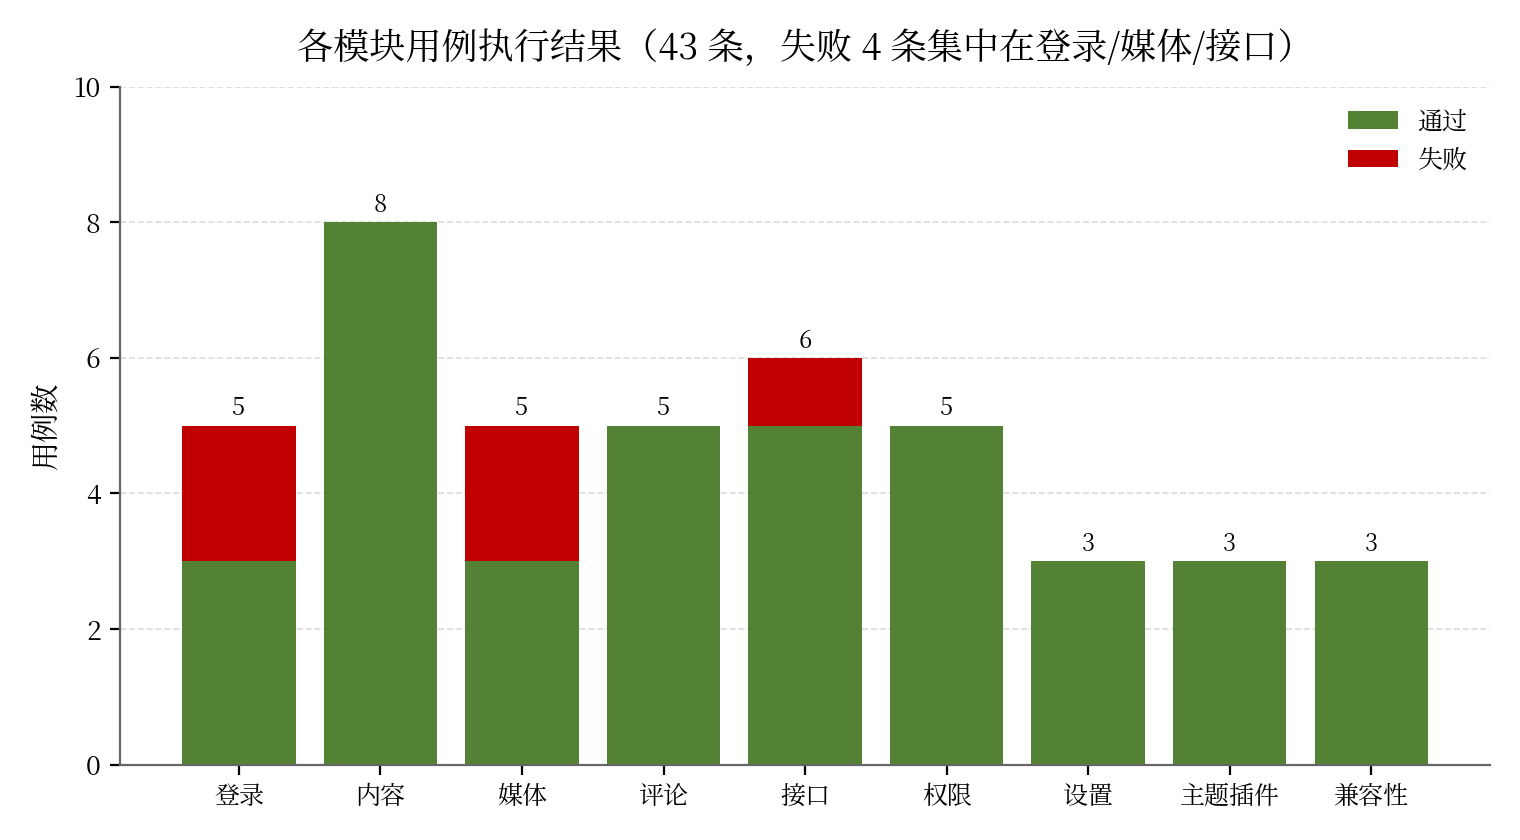 各模块用例执行结果（43 条，失败 4 条集中在登录/媒体/接口）
通过
失败
用例数
10
8
6
4
2
0
5
8
5
5
6
5
3
3
3
登录
内容
媒体
评论
接口
权限
设置
主题插件
兼容性